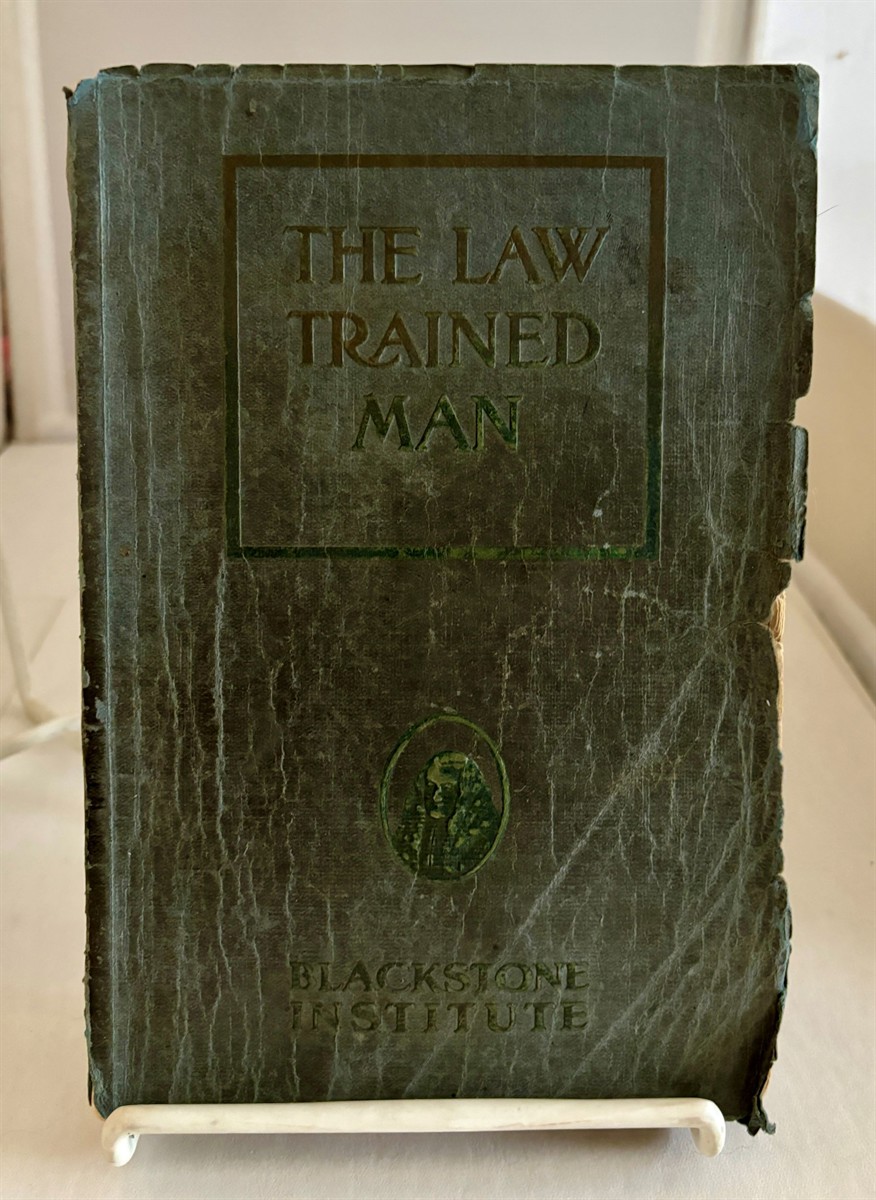 THE LAW
TRAINED
MAN
BLACKSTONE
INSTITUTE